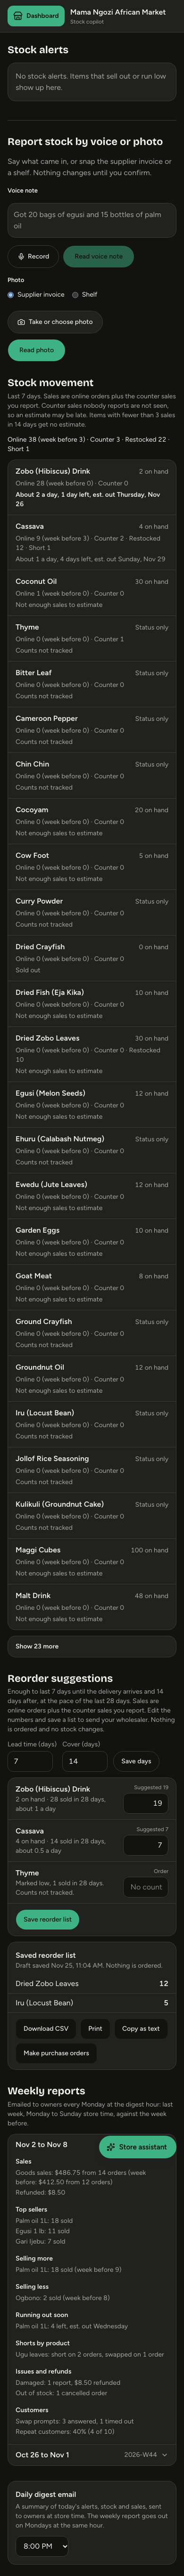 Dashboard
Mama Ngozi African Market
Stock copilot
Stock alerts
No stock alerts. Items that sell out or run low
show up here.
Report stock by voice or photo
Say what came in, or snap the supplier invoice or
a shelf. Nothing changes until you confirm.
Voice note
Got 20 bags of egusi and 15 bottles of palm
oil
Record
Read voice note
Photo
Supplier invoice
Shelf
Take or choose photo
Read photo
Stock movement
Last 7 days. Sales are online orders plus the counter sales
you report. Counter sales nobody reports are not seen,
so an estimate may be late. Items with fewer than 3 sales
in 14 days get no estimate.
Online 38 (week before 3) · Counter 3 · Restocked 22 ·
Short 1
Zobo (Hibiscus) Drink
2 on hand
Online 28 (week before 0) · Counter 0
About 2 a day, 1 day left, est. out Thursday, Nov
26
Cassava
4 on hand
Online 9 (week before 3) · Counter 2 · Restocked
12 · Short 1
About 1 a day, 4 days left, est. out Sunday, Nov 29
Coconut Oil
30 on hand
Online 1 (week before 0) · Counter 0
Not enough sales to estimate
Thyme
Status only
Online 0 (week before 0) · Counter 1
Counts not tracked
Bitter Leaf
Status only
Online 0 (week before 0) · Counter 0
Counts not tracked
Cameroon Pepper
Status only
Online 0 (week before 0) · Counter 0
Counts not tracked
Chin Chin
Status only
Online 0 (week before 0) · Counter 0
Counts not tracked
Cocoyam
20 on hand
Online 0 (week before 0) · Counter 0
Not enough sales to estimate
Cow Foot
5 on hand
Online 0 (week before 0) · Counter 0
Not enough sales to estimate
Curry Powder
Status only
Online 0 (week before 0) · Counter 0
Counts not tracked
Dried Crayfish
0 on hand
Online 0 (week before 0) · Counter 0
Sold out
Dried Fish (Eja Kika)
10 on hand
Online 0 (week before 0) · Counter 0
Not enough sales to estimate
Dried Zobo Leaves
30 on hand
Online 0 (week before 0) · Counter 0 · Restocked
10
Not enough sales to estimate
Egusi (Melon Seeds)
12 on hand
Online 0 (week before 0) · Counter 0
Not enough sales to estimate
Ehuru (Calabash Nutmeg)
Status only
Online 0 (week before 0) · Counter 0
Counts not tracked
Ewedu (Jute Leaves)
12 on hand
Online 0 (week before 0) · Counter 0
Not enough sales to estimate
Garden Eggs
10 on hand
Online 0 (week before 0) · Counter 0
Not enough sales to estimate
Goat Meat
8 on hand
Online 0 (week before 0) · Counter 0
Not enough sales to estimate
Ground Crayfish
Status only
Online 0 (week before 0) · Counter 0
Counts not tracked
Groundnut Oil
12 on hand
Online 0 (week before 0) · Counter 0
Not enough sales to estimate
Iru (Locust Bean)
Status only
Online 0 (week before 0) · Counter 0
Counts not tracked
Jollof Rice Seasoning
Status only
Online 0 (week before 0) · Counter 0
Counts not tracked
Kulikuli (Groundnut Cake)
Status only
Online 0 (week before 0) · Counter 0
Counts not tracked
Maggi Cubes
100 on hand
Online 0 (week before 0) · Counter 0
Not enough sales to estimate
Malt Drink
48 on hand
Online 0 (week before 0) · Counter 0
Not enough sales to estimate
Show 23 more
Reorder suggestions
Enough to last 7 days until the delivery arrives and 14
days after, at the pace of the last 28 days. Sales are
online orders plus the counter sales you report. Edit the
numbers and save a list to send your wholesaler. Nothing
is ordered and no stock changes.
Lead time (days)
Cover (days)
7
14
Save days
Zobo (Hibiscus) Drink
Suggested 19
2 on hand · 28 sold in 28 days,
about 1 a day
19
Cassava
Suggested 7
4 on hand · 14 sold in 28 days,
about 0.5 a day
7
Thyme
Order
Marked low, 1 sold in 28 days.
Counts not tracked.
No count
Save reorder list
Saved reorder list
Draft saved Nov 25, 11:04 AM. Nothing is ordered.
Dried Zobo Leaves
12
Iru (Locust Bean)
5
Download CSV
Print
Copy as text
Make purchase orders
Weekly reports
Emailed to owners every Monday at the digest hour: last
week, Monday to Sunday store time, against the week
before.
Nov 2 to Nov 8
Store assistant
Sales
Goods sales: $486.75 from 14 orders (week
before: $412.50 from 12 orders)
Refunded: $8.50
Top sellers
Palm oil 1L: 18 sold
Egusi 1 lb: 11 sold
Gari Ijebu: 7 sold
Selling more
Palm oil 1L: 18 sold (week before 9)
Selling less
Ogbono: 2 sold (week before 8)
Running out soon
Palm oil 1L: 4 left, est. out Wednesday
Shorts by product
Ugu leaves: short on 2 orders, swapped on 1 order
Issues and refunds
Damaged: 1 report, $8.50 refunded
Out of stock: 1 cancelled order
Customers
Swap prompts: 3 answered, 1 timed out
Repeat customers: 40% (4 of 10)
Oct 26 to Nov 1
2026-W44
Daily digest email
A summary of today's alerts, stock and sales, sent
to owners at store time. The weekly report goes out
on Mondays at the same hour.
8:00 PM